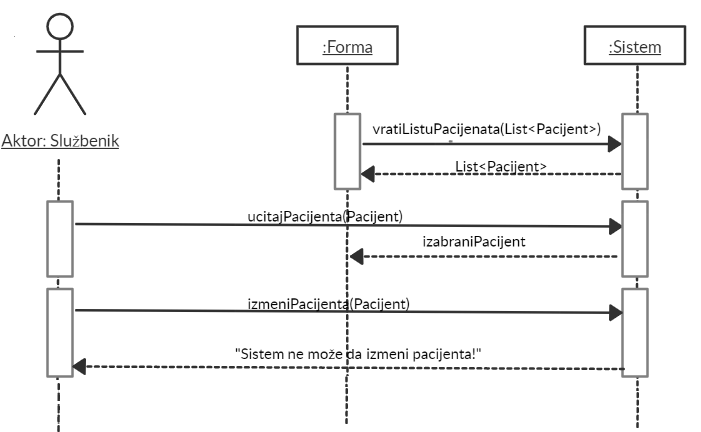 :Forma
:Sistem
Aktor: Službenik
vratiListuPacijenata(List<Pacijent>)
List<Pacijent>
ucitajPacijenta(Pacijent)
izabraniPacijent
izmeniPacijenta(Pacijent)
"Sistem ne može da izmeni pacijenta!"